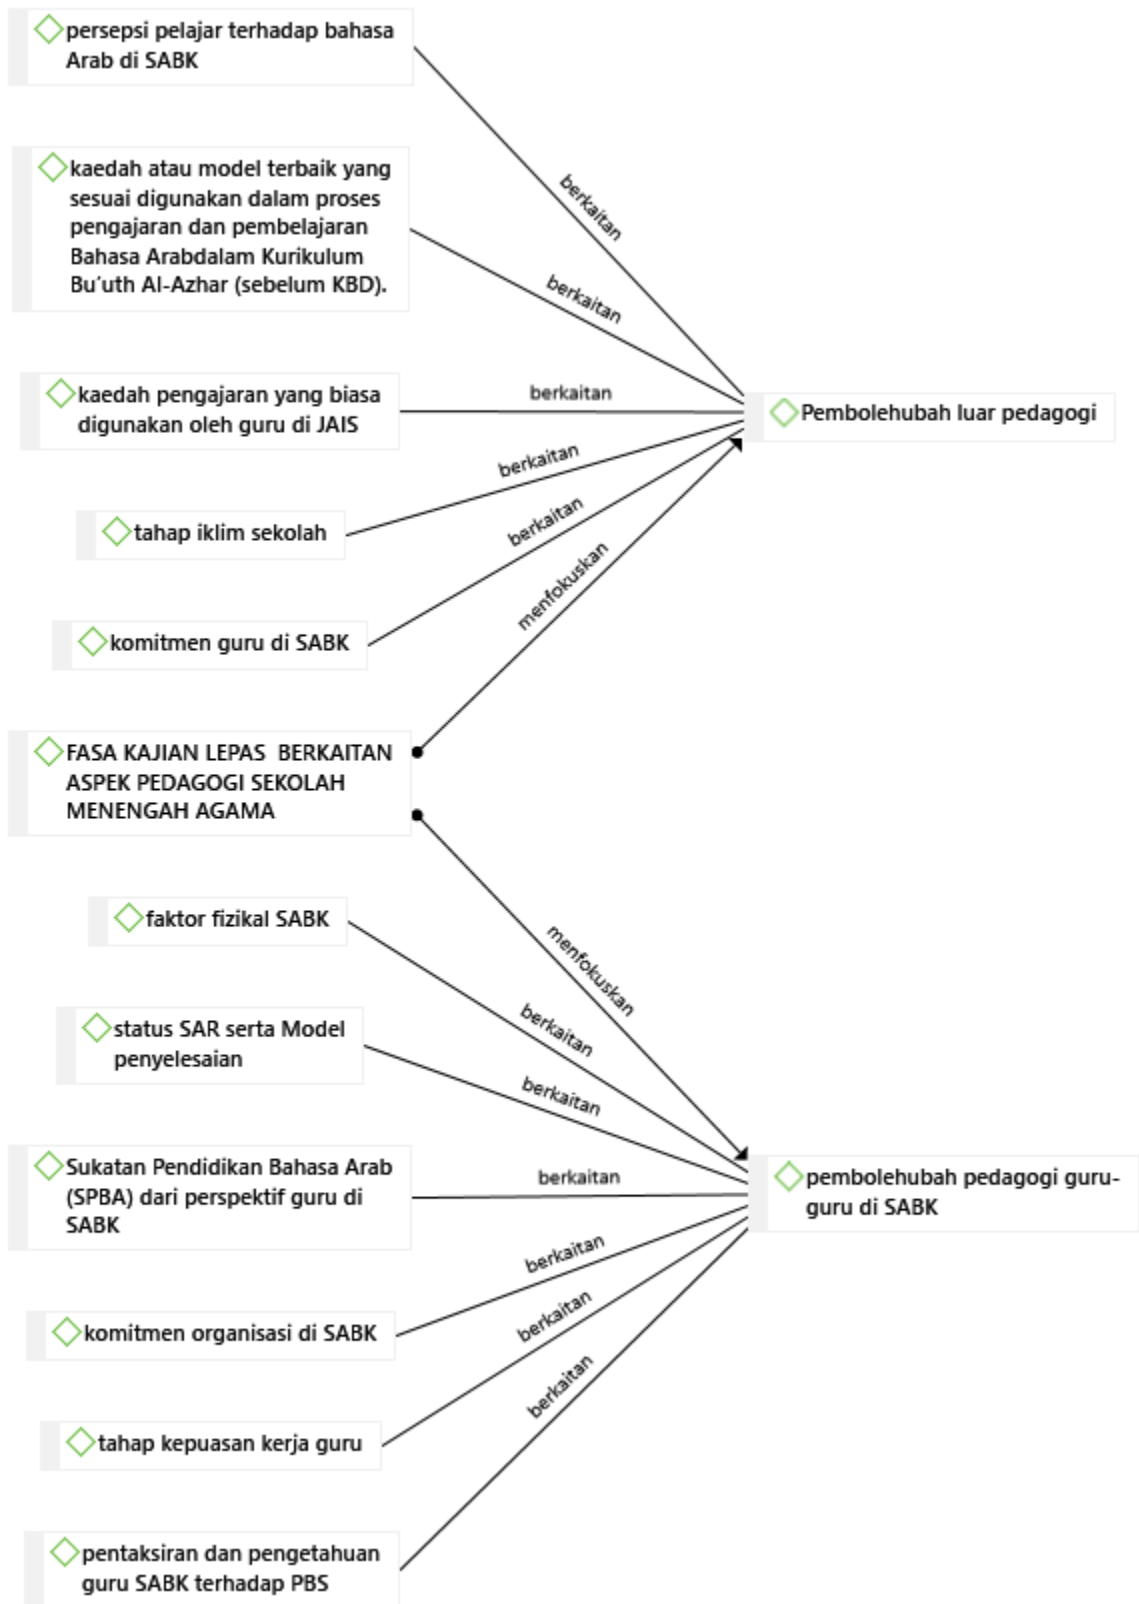 persepsi pelajar terhadap bahasa
Arab di SABK
berkaitan
kaedah atau model terbaik yang
sesuai digunakan dalam proses
pengajaran dan pembelajaran
Bahasa Arabdalam Kurikulum
Bu'uth Al-Azhar (sebelum KBD).
berkaitan
kaedah pengajaran yang biasa
digunakan oleh guru di JAIS
berkaitan
Pembolehubah luar pedagogi
tahap iklim sekolah
berkaitan
komitmen guru di SABK
berkaitan
menfokuskan
FASA KAJIAN LEPAS  BERKAITAN
ASPEK PEDAGOGI SEKOLAH
MENENGAH AGAMA
menfokuskan
faktor fizikal SABK
berkaitan
status SAR serta Model
penyelesaian
berkaitan
Sukatan Pendidikan Bahasa Arab
(SPBA) dari perspektif guru di
SABK
berkaitan
pembolehubah pedagogi guru-
guru di SABK
komitmen organisasi di SABK
berkaitan
tahap kepuasan kerja guru
berkaitan
pentaksiran dan pengetahuan
guru SABK terhadap PBS
berkaitan